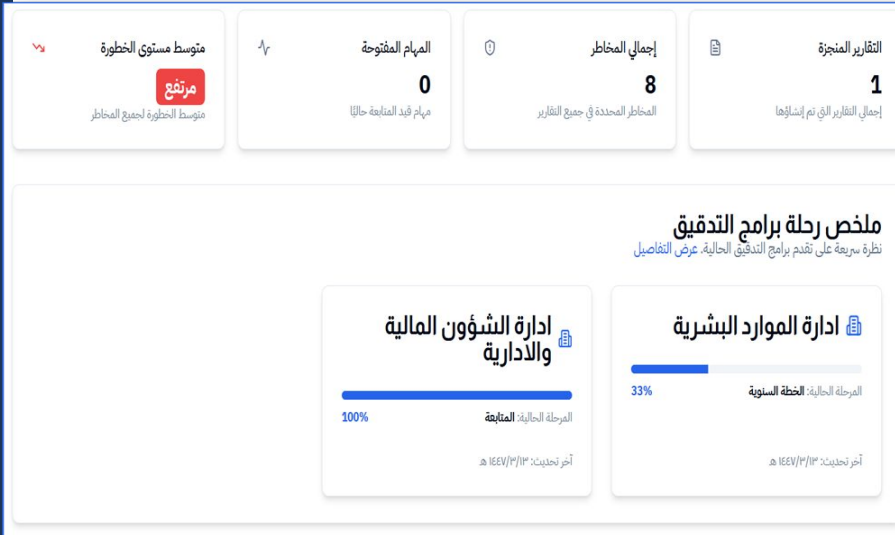 التقارير المنجزة
1
إجمالي التقارير التي تم إنشاؤها
إجمالي المخاطر
8
المخاطر المحددة في جميع التقارير
المهام المفتوحة
0
مهام قيد المتابعة حاليًا
متوسط مستوى الخطورة
مرتفع
متوسط الخطورة لجميع المخاطر
ملخص رحلة برامج التدقيق
نظرة سريعة على تقدم برامج التدقيق الحالية. عرض التفاصيل
ادارة الموارد البشرية
المرحلة الحالية: الخطة السنوية
33%
آخر تحديث: ١٤٤٧/٣/١٣ هـ
ادارة الشؤون المالية
والادارية
المرحلة الحالية: المتابعة
100%
آخر تحديث: ١٤٤٧/٣/١٣ هـ